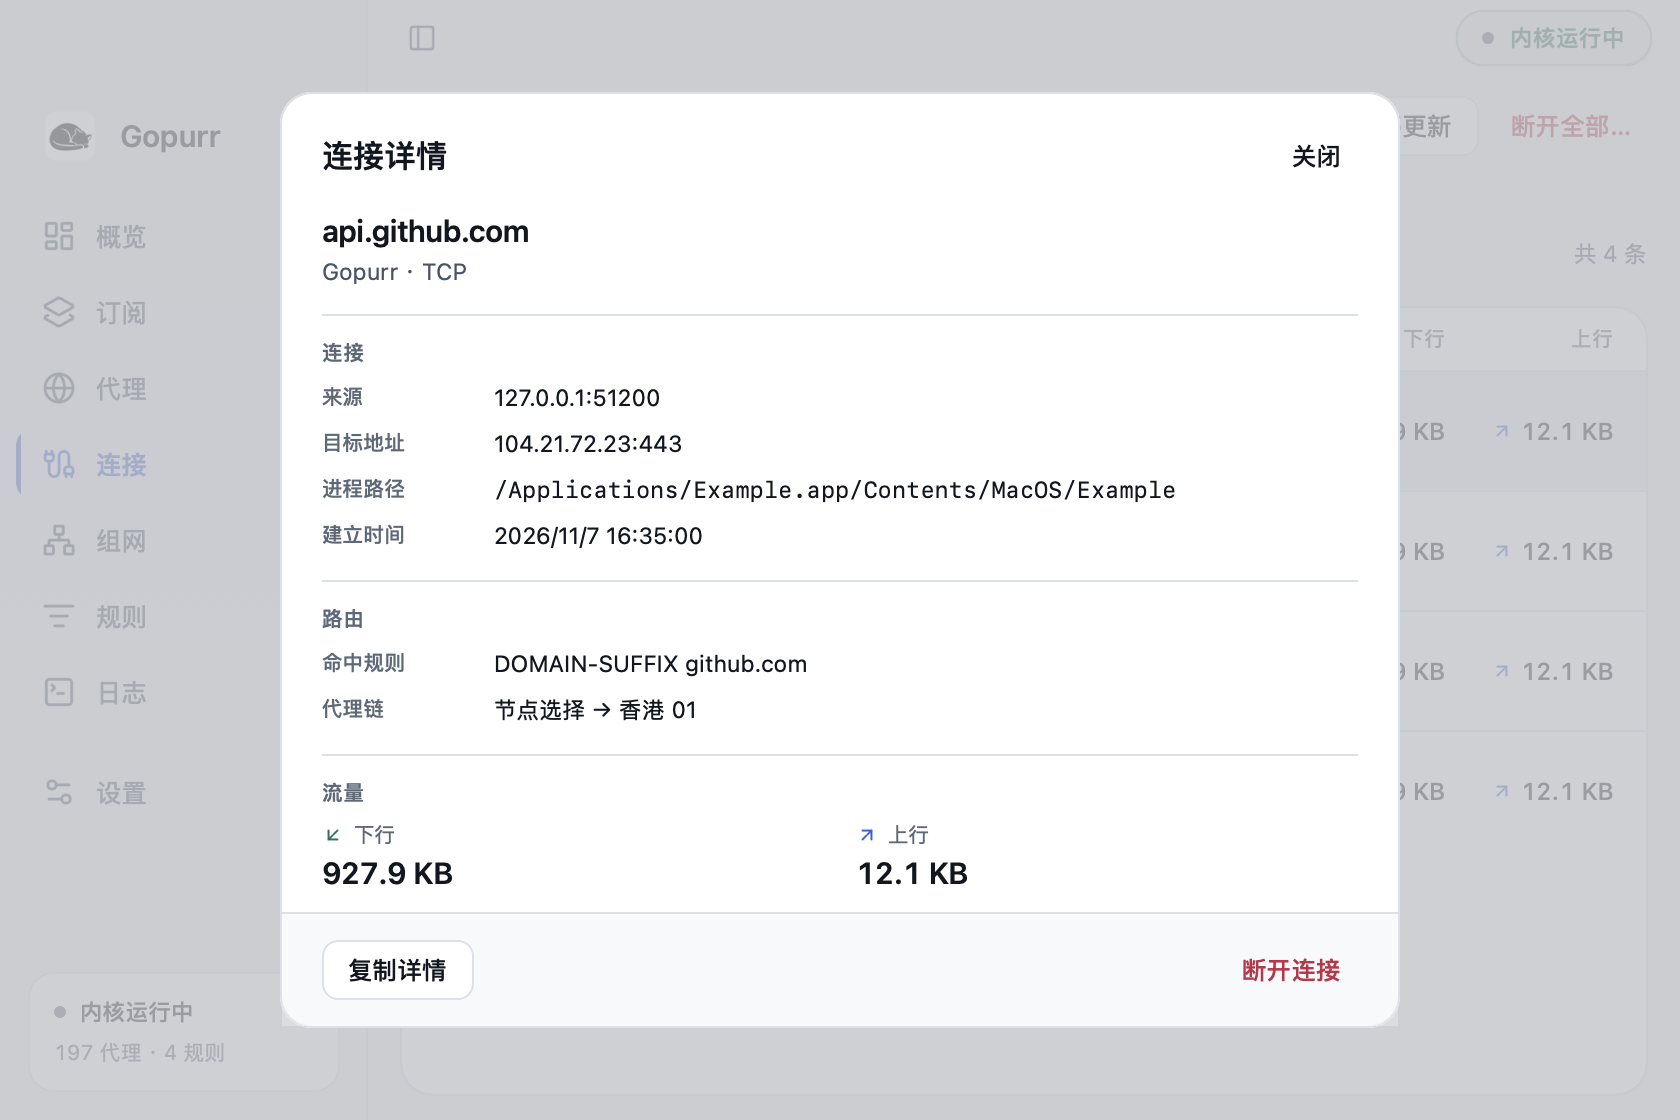 内核运行中
Gopurr
更新
断开全部...
概览
订阅
代理
连接
组网
规则
日志
设置
内核运行中
197 代理 · 4 规则
共 4 条
下行
上行
KB
12.1 KB
KB
12.1 KB
KB
12.1 KB
KB
12.1 KB
连接详情
关闭
api.github.com
Gopurr · TCP
连接
来源 127.0.0.1:51200
目标地址 104.21.72.23:443
进程路径 /Applications/Example.app/Contents/MacOS/Example
建立时间 2026/11/7 16:35:00
路由
命中规则 DOMAIN-SUFFIX github.com
代理链 节点选择 → 香港 01
流量
下行
上行
927.9 KB
12.1 KB
复制详情
断开连接